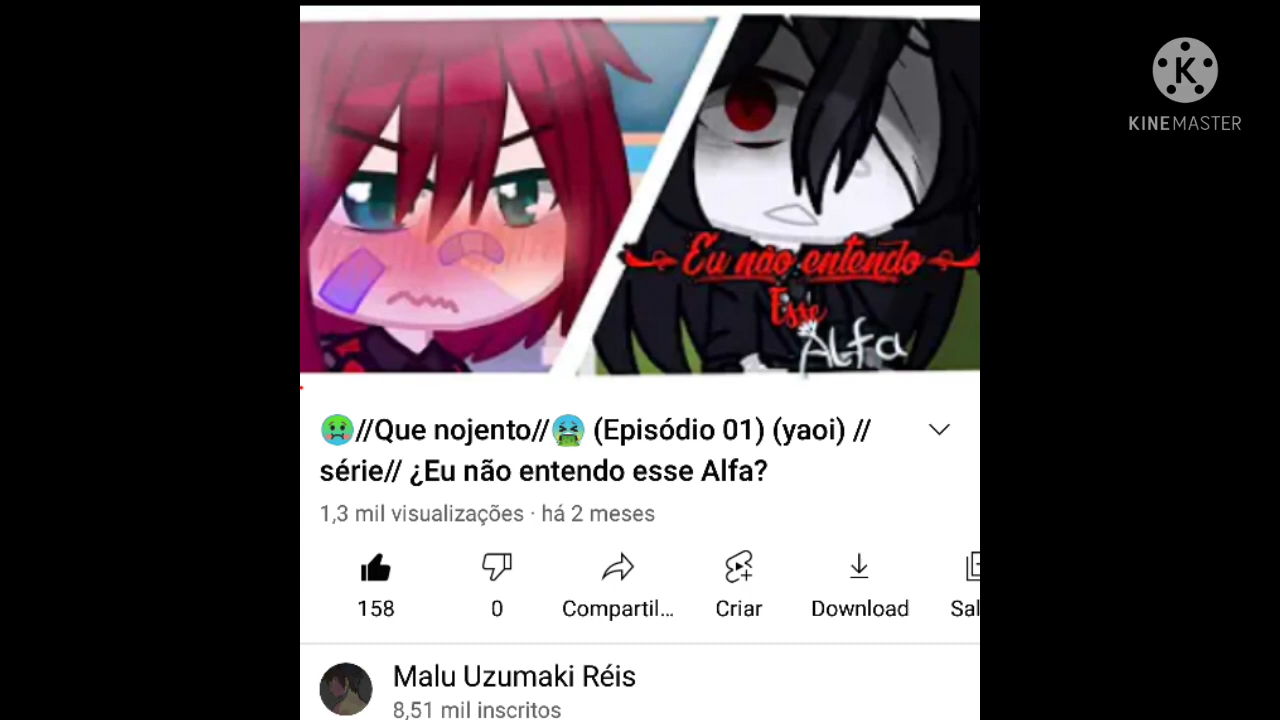 K
KINEMASTER
Eu não entendo
Esse
Alfa
🤢//Que nojento//🤮 (Episódio 01) (yaoi) //
série// ¿Eu não entendo esse Alfa?
1,3 mil visualizações · há 2 meses
158
0
Compartil...
Criar
Download
Sal
Malu Uzumaki Réis
8,51 mil inscritos